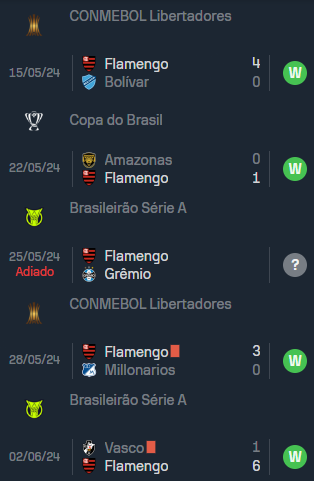 CONMEBOL Libertadores
15/05/24 Flamengo 4 W
Bolívar 0
Copa do Brasil
22/05/24 Amazonas 0 W
Flamengo 1
Brasileirão Série A
25/05/24 Flamengo ?
Adiado Grêmio
CONMEBOL Libertadores
28/05/24 Flamengo 3 W
Millonarios 0
Brasileirão Série A
02/06/24 Vasco 1 W
Flamengo 6